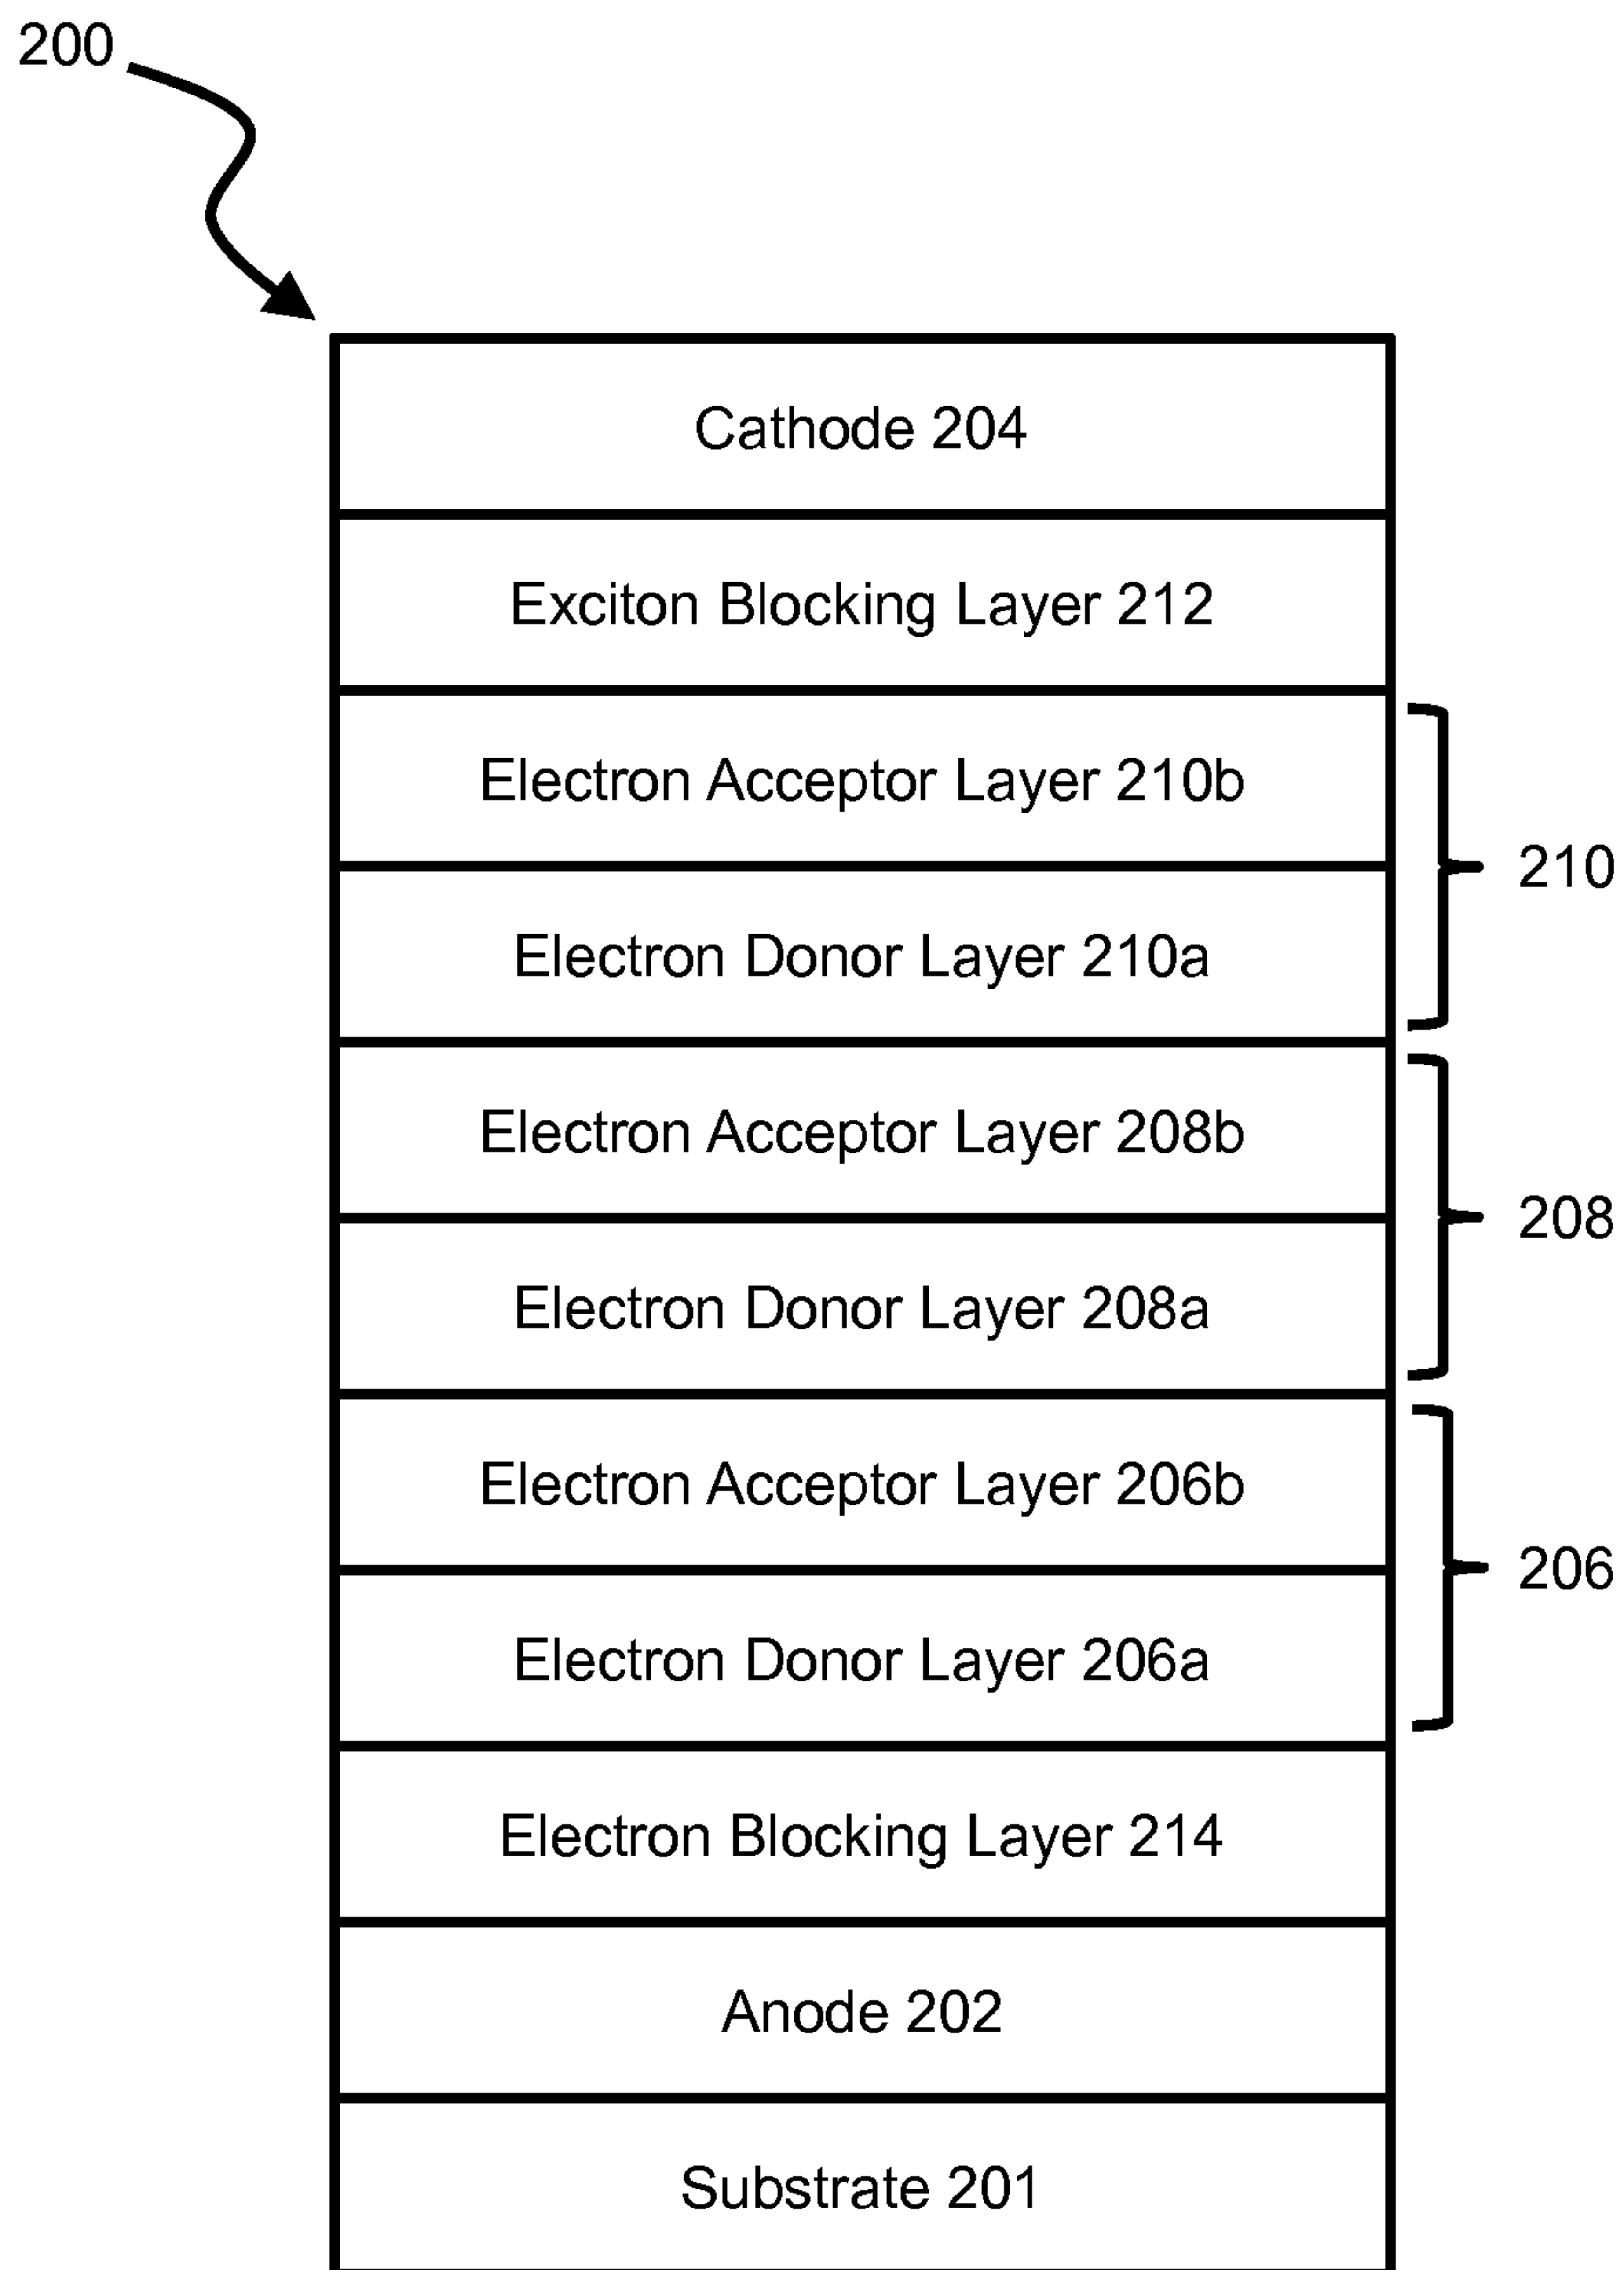 200
Cathode 204
Exciton Blocking Layer 212
Electron Acceptor Layer 210b
210
Electron Donor Layer 210a
Electron Acceptor Layer 208b
208
Electron Donor Layer 208a
Electron Acceptor Layer 206b
206
Electron Donor Layer 206a
Electron Blocking Layer 214
Anode 202
Substrate 201